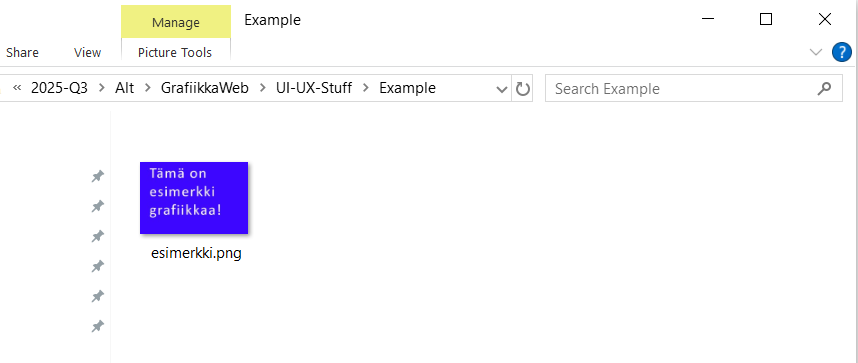 Manage
Example
Share
View
Picture Tools
« 2025-Q3 > Alt > GrafiikkaWeb > UI-UX-Stuff > Example
Search Example
?
Tämä on
esimerkki
grafiikkaa!
esimerkki.png